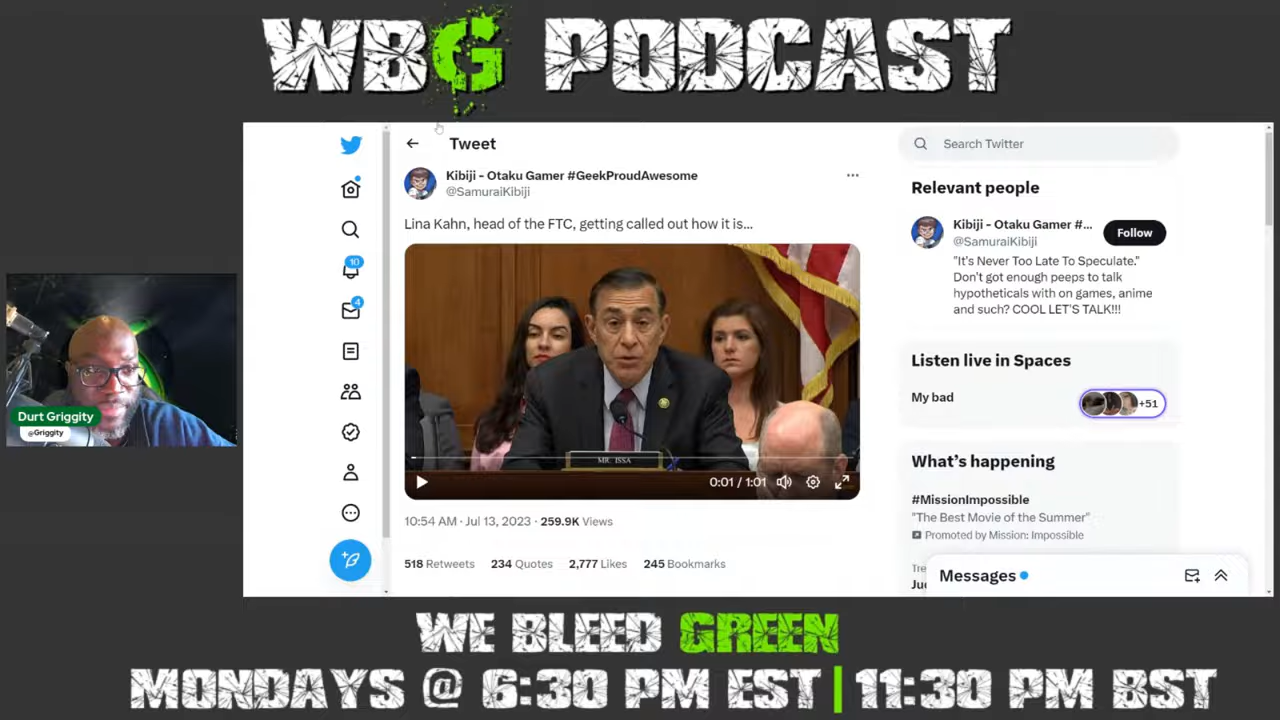 WBG PODCAST
Tweet
Search Twitter
Kibiji - Otaku Gamer #GeekProudAwesome
@SamuraiKibiji
Lina Kahn, head of the FTC, getting called out how it is...
MR. ISSA
0:01 / 1:01
10:54 AM · Jul 13, 2023 · 259.9K Views
518 Retweets 234 Quotes 2,777 Likes 245 Bookmarks
10
4
Relevant people
Kibiji - Otaku Gamer #...
@SamuraiKibiji
Follow
"It's Never Too Late To Speculate."
Don't got enough peeps to talk
hypotheticals with on games, anime
and such? COOL LET'S TALK!!!
Listen live in Spaces
My bad
+51
What's happening
#MissionImpossible
"The Best Movie of the Summer"
Promoted by Mission: Impossible
Messages
Durt Griggity
@Griggity
WE BLEED GREEN
MONDAYS @ 6:30 PM EST | 11:30 PM BST